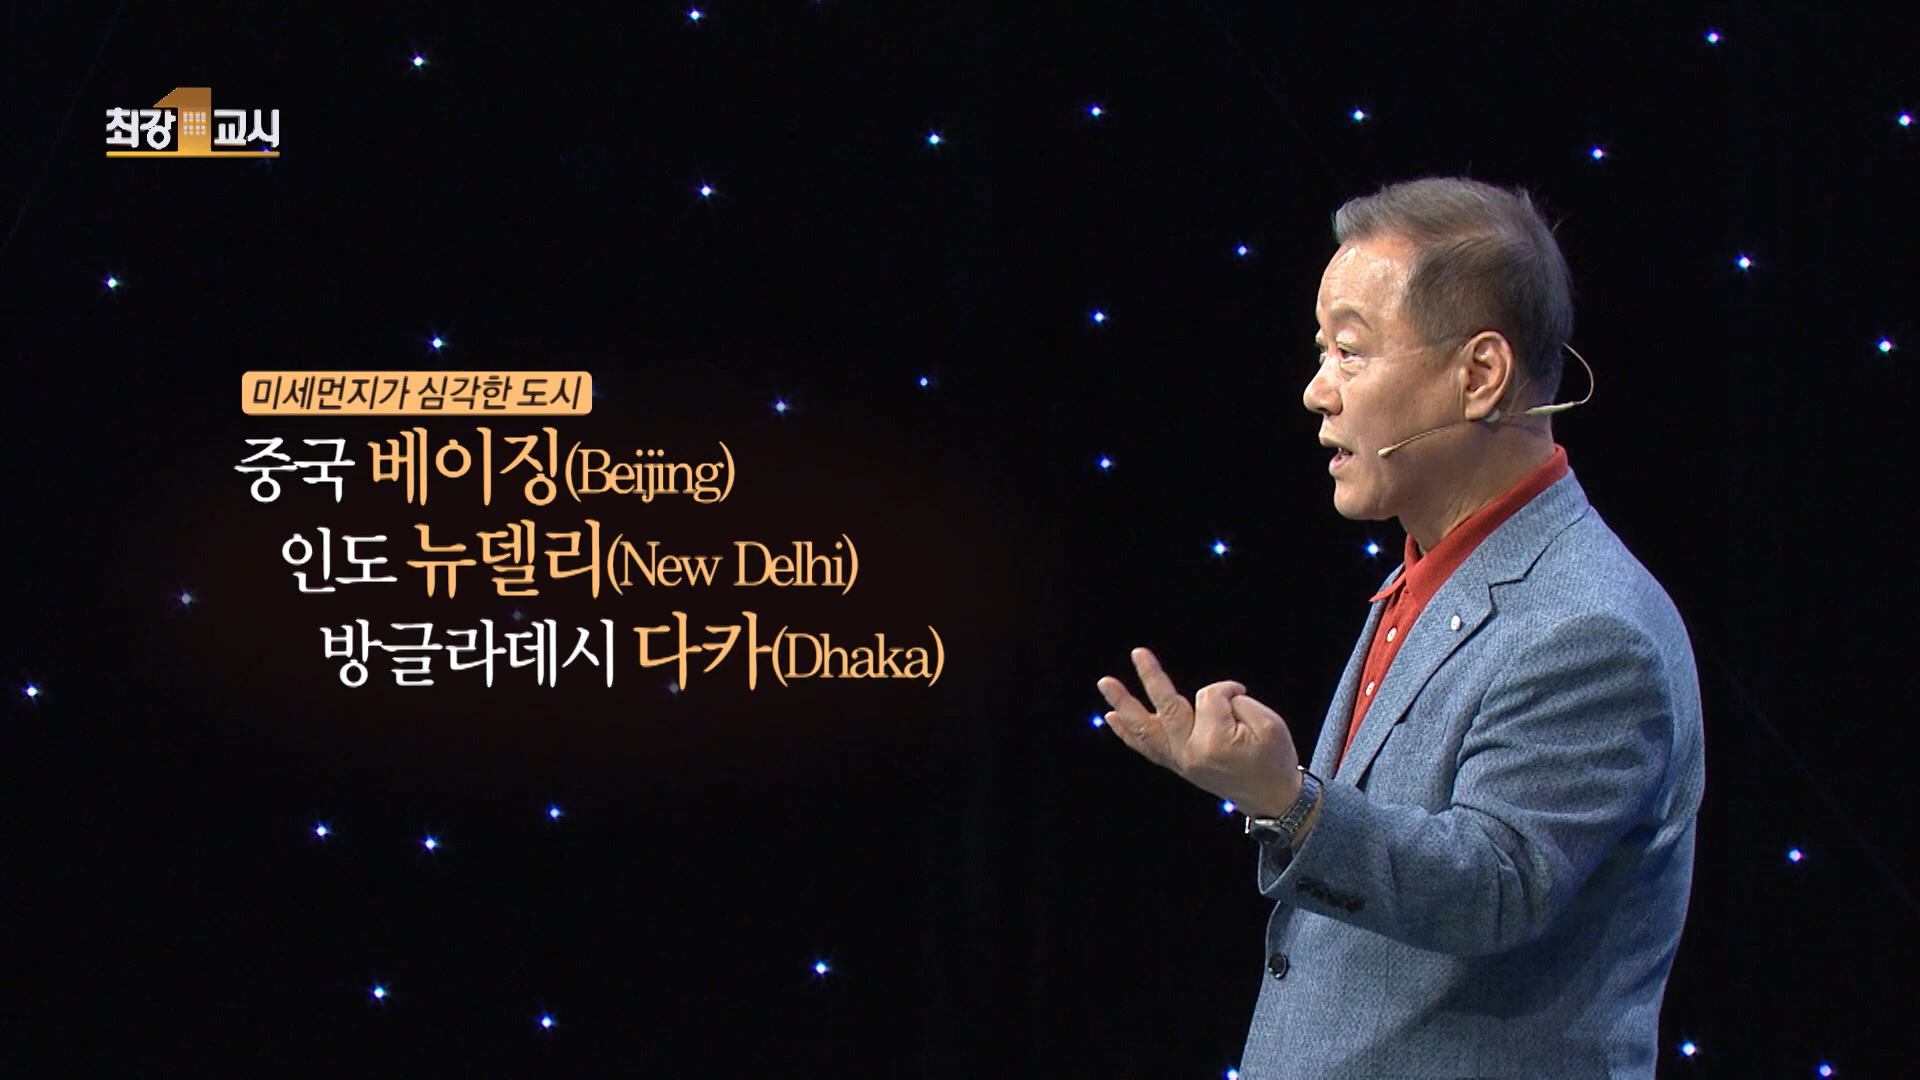 최강1교시
미세먼지가 심각한 도시
중국 베이징(Beijing)
인도 뉴델리(New Delhi)
방글라데시 다카(Dhaka)